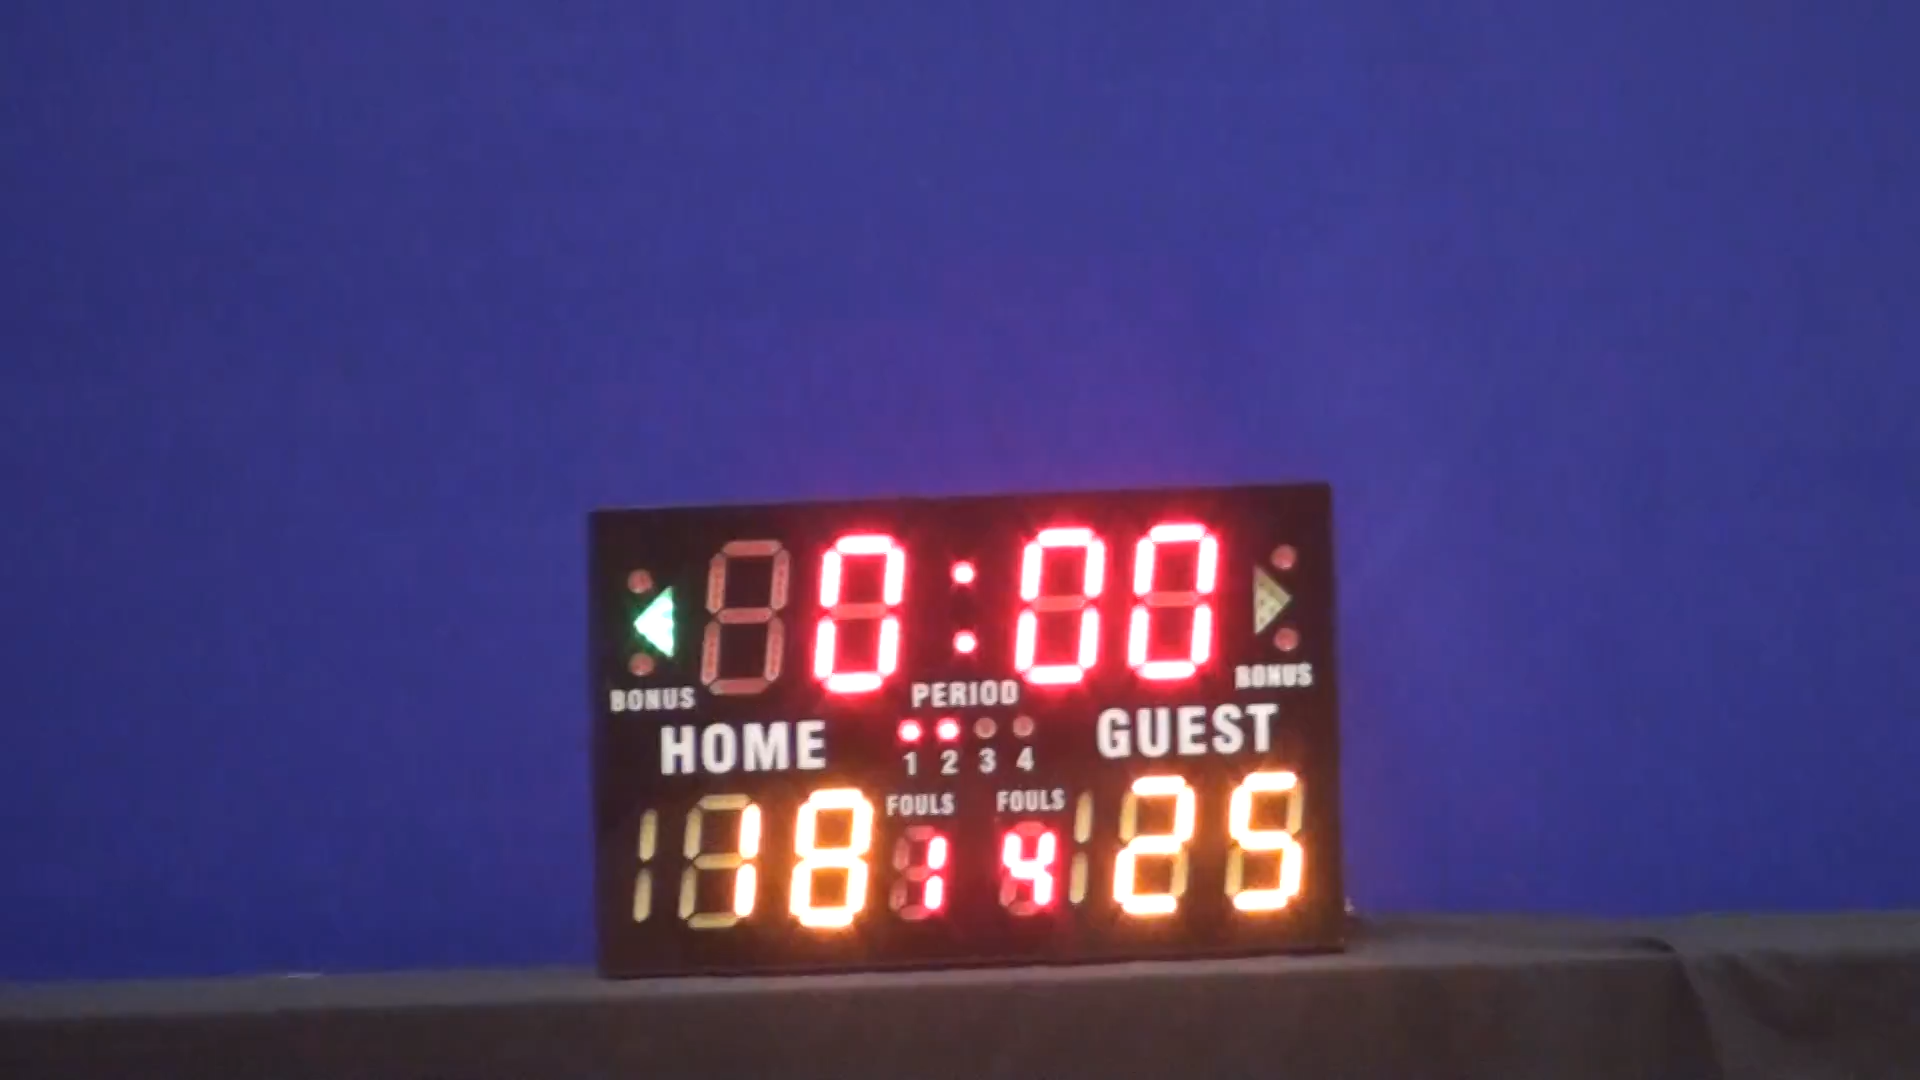 0:00
BONUS PERIOD BONUS
HOME GUEST
1 2 3 4
FOULS FOULS
18 1 4 25